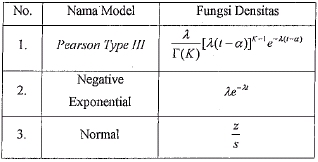 No. Nama Model Fungsi Densitas
1. Pearson Type III λ/Γ(K) [λ(t-α)]^{K-1} e^{-λ(t-α)}
2. Negative Exponential λe^{-λt}
3. Normal z/s